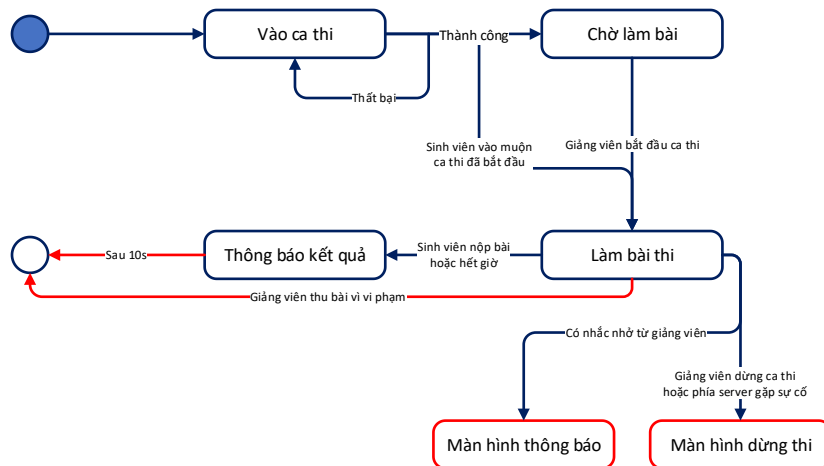 Vào ca thi
Thành công
Chờ làm bài
Thất bại
Sinh viên vào muộn
ca thi đã bắt đầu
Giảng viên bắt đầu ca thi
Sau 10s
Thông báo kết quả
Sinh viên nộp bài
hoặc hết giờ
Làm bài thi
Giảng viên thu bài vì vi phạm
Có nhắc nhở từ giảng viên
Giảng viên dừng ca thi
hoặc phía server gặp sự cố
Màn hình thông báo
Màn hình dừng thi